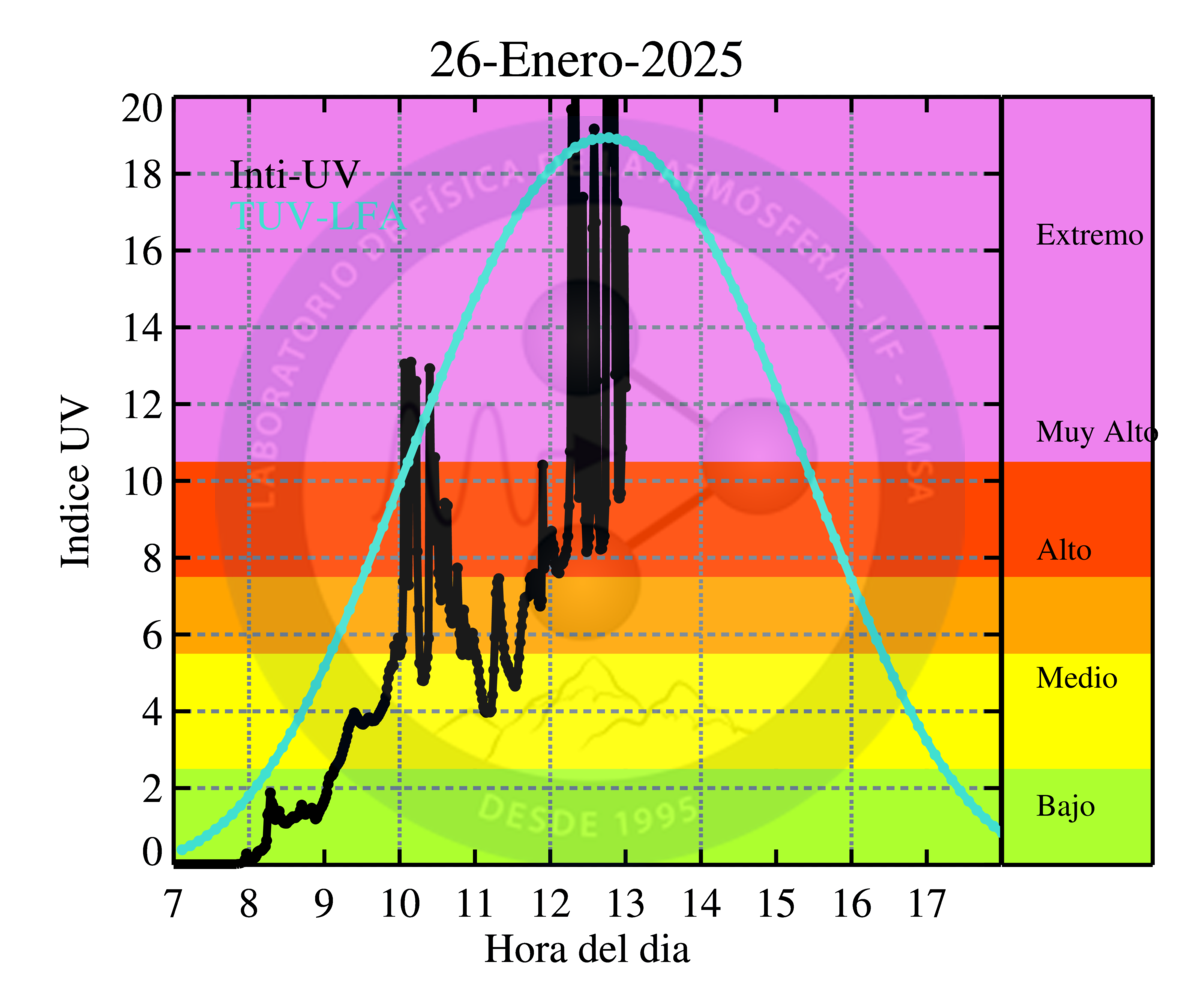 26-Enero-2025
Inti-UV
TUV-LFA
LABORATORIO DE FÍSICA DE LA ATMÓSFERA - IIF - UMSA
DESDE 1995
Indice UV
20
18
16
14
12
10
8
6
4
2
0
Extremo
Muy Alto
Alto
Medio
Bajo
7 8 9 10 11 12 13 14 15 16 17
Hora del dia